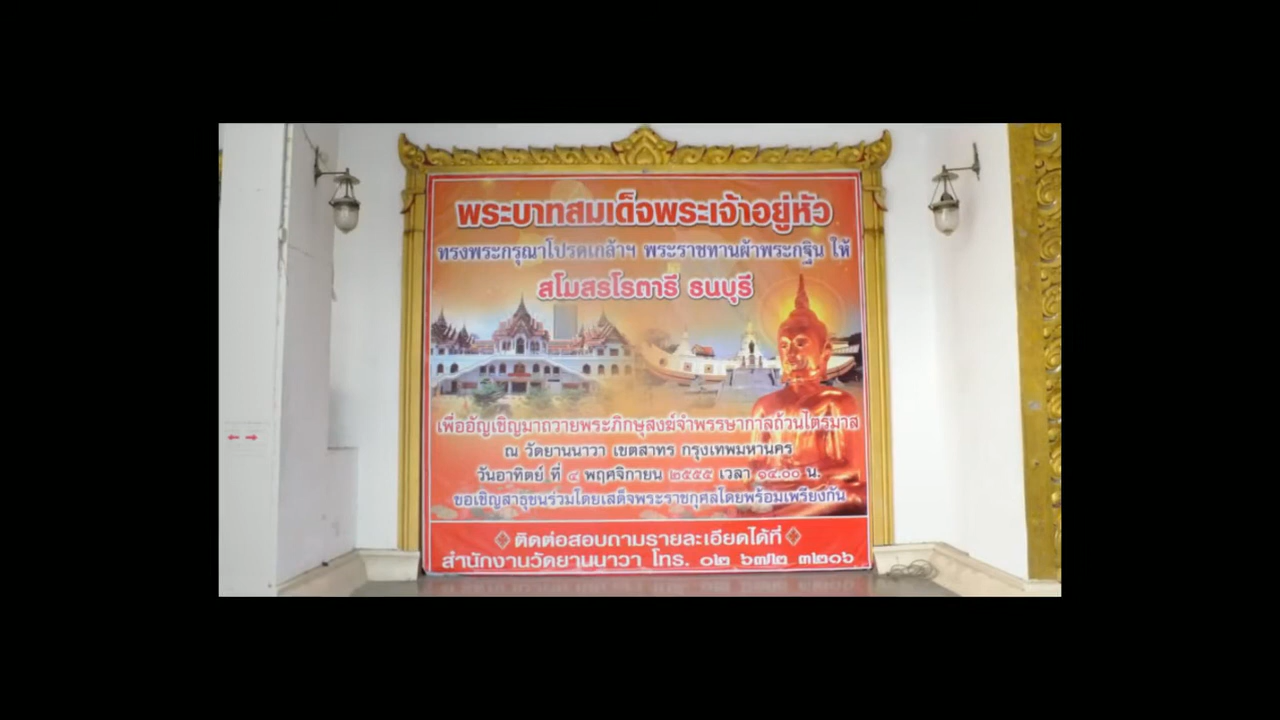 พระบาทสมเด็จพระเจ้าอยู่หัว
ทรงพระกรุณาโปรดเกล้าฯ พระราชทานผ้าพระกฐิน ให้
สโมสรโรตารี ธนบุรี
เพื่ออัญเชิญมาถวายพระภิกษุสงฆ์จำพรรษากาลถ้วนไตรมาส
ณ วัดยานนาวา เขตสาทร กรุงเทพมหานคร
วันอาทิตย์ ที่ ๔ พฤศจิกายน ๒๕๕๕ เวลา ๑๔.๐๐ น.
ขอเชิญสาธุชนร่วมโดยเสด็จพระราชกุศลโดยพร้อมเพรียงกัน
ติดต่อสอบถามรายละเอียดได้ที่
สำนักงานวัดยานนาวา โทร. ๐๒ ๖๗๒ ๓๒๑๖